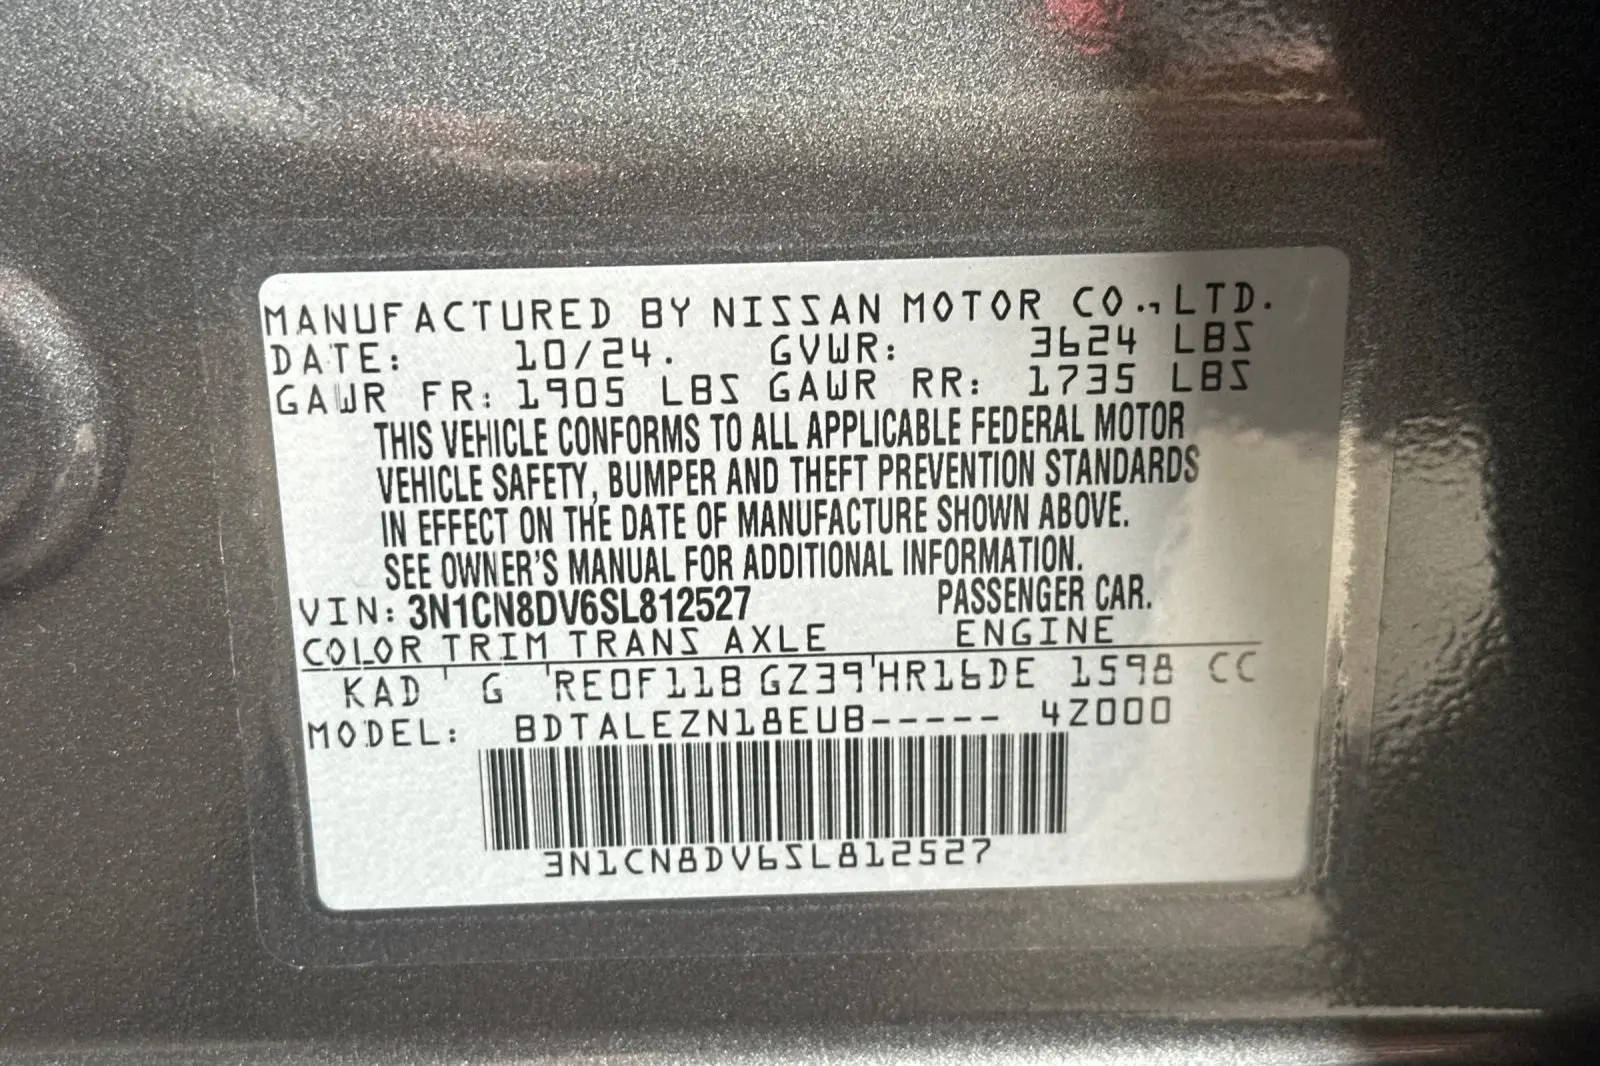 MANUFACTURED BY NISSAN MOTOR CO., LTD.
DATE: 10/24. GVWR: 3624 LBS
GAWR FR: 1905 LBS GAWR RR: 1735 LBS
THIS VEHICLE CONFORMS TO ALL APPLICABLE FEDERAL MOTOR
VEHICLE SAFETY, BUMPER AND THEFT PREVENTION STANDARDS
IN EFFECT ON THE DATE OF MANUFACTURE SHOWN ABOVE.
SEE OWNER'S MANUAL FOR ADDITIONAL INFORMATION.
VIN: 3N1CN8DV6SL812527 PASSENGER CAR.
COLOR TRIM TRANS AXLE ENGINE
KAD G RE0F11B GZ39 HR16DE 1598 CC
MODEL: BDTALEZN18EUB----- 4Z000
3N1CN8DV6SL812527